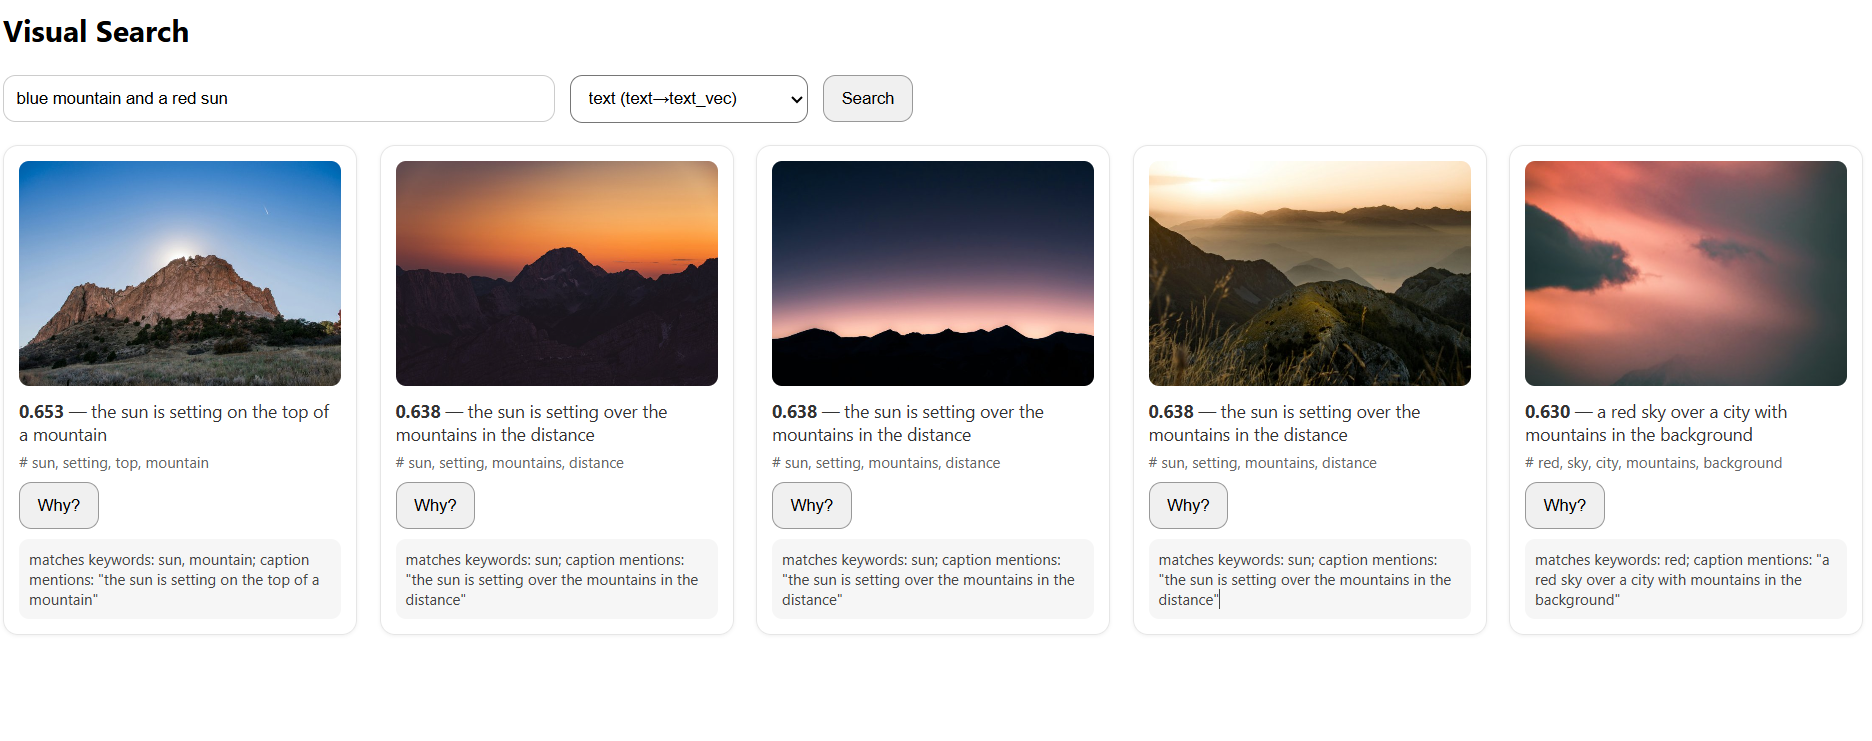 Visual Search
blue mountain and a red sun
text (text→text_vec)
Search
0.653 — the sun is setting on the top of
a mountain
# sun, setting, top, mountain
Why?
matches keywords: sun, mountain; caption
mentions: "the sun is setting on the top of a
mountain"
0.638 — the sun is setting over the
mountains in the distance
# sun, setting, mountains, distance
Why?
matches keywords: sun; caption mentions:
"the sun is setting over the mountains in the
distance"
0.638 — the sun is setting over the
mountains in the distance
# sun, setting, mountains, distance
Why?
matches keywords: sun; caption mentions:
"the sun is setting over the mountains in the
distance"
0.638 — the sun is setting over the
mountains in the distance
# sun, setting, mountains, distance
Why?
matches keywords: sun; caption mentions:
"the sun is setting over the mountains in the
distance"
0.630 — a red sky over a city with
mountains in the background
# red, sky, city, mountains, background
Why?
matches keywords: red; caption mentions: "a
red sky over a city with mountains in the
background"